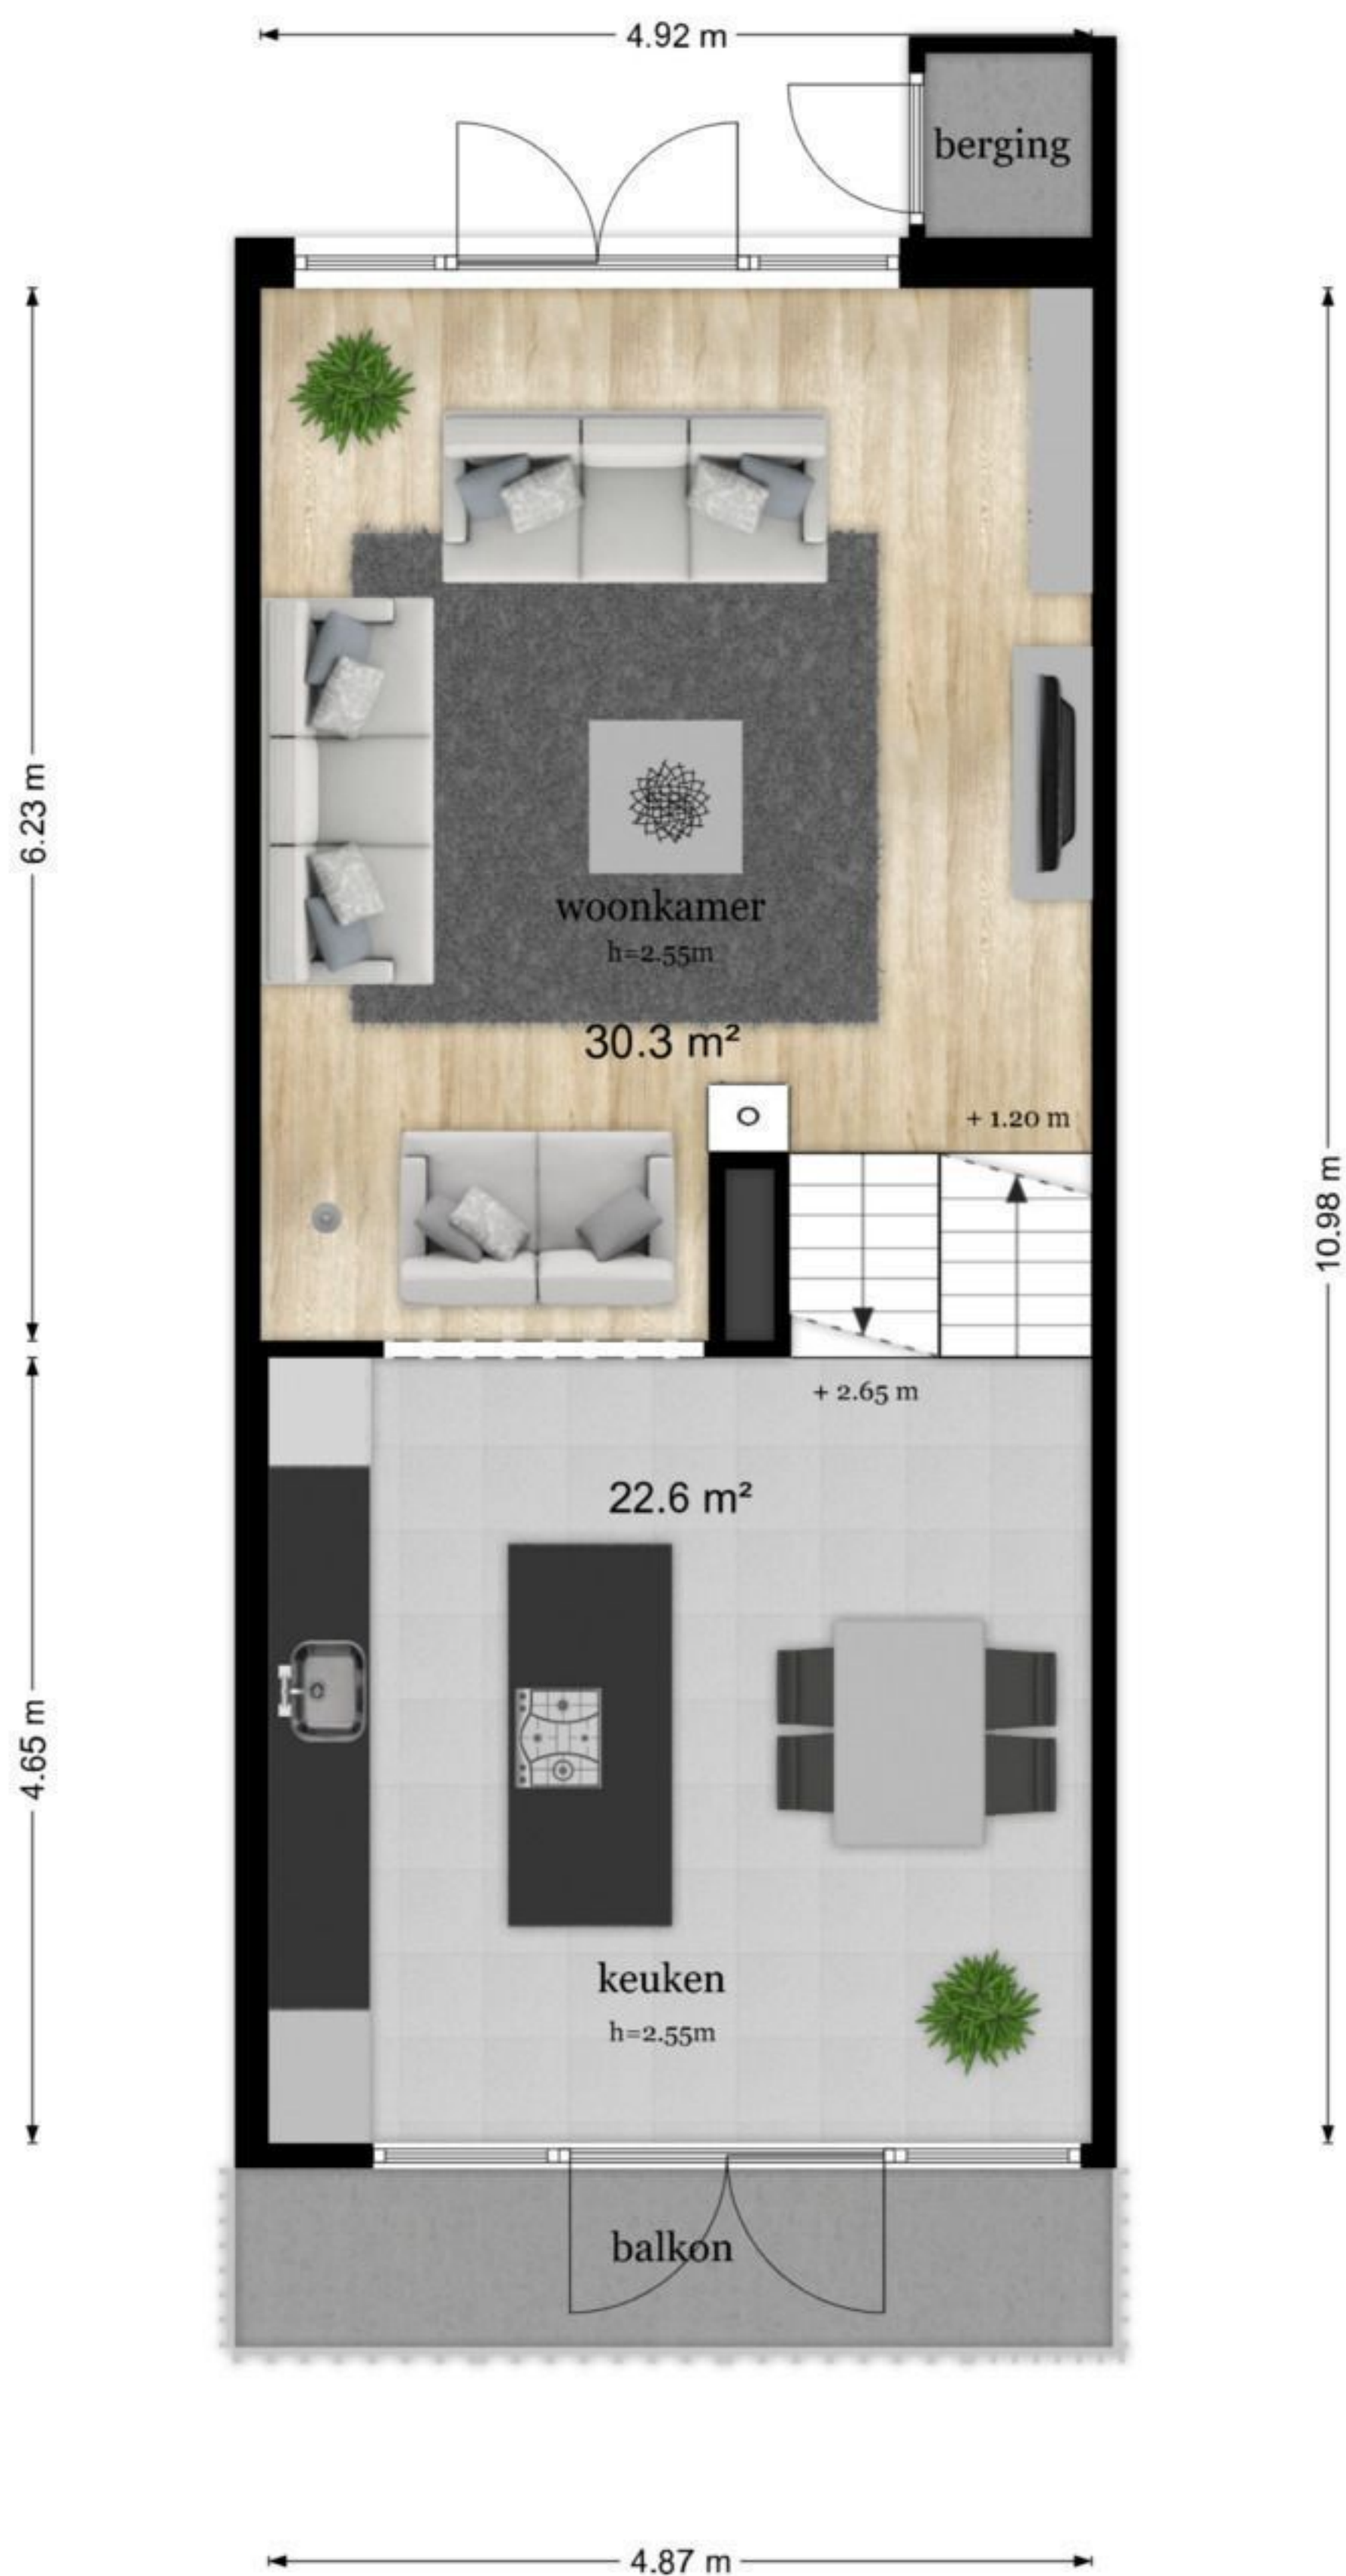 4.92 m
berging
6.23 m
woonkamer
h=2.55m
30.3 m²
+ 1.20 m
10.98 m
+ 2.65 m
22.6 m²
4.65 m
keuken
h=2.55m
balkon
4.87 m